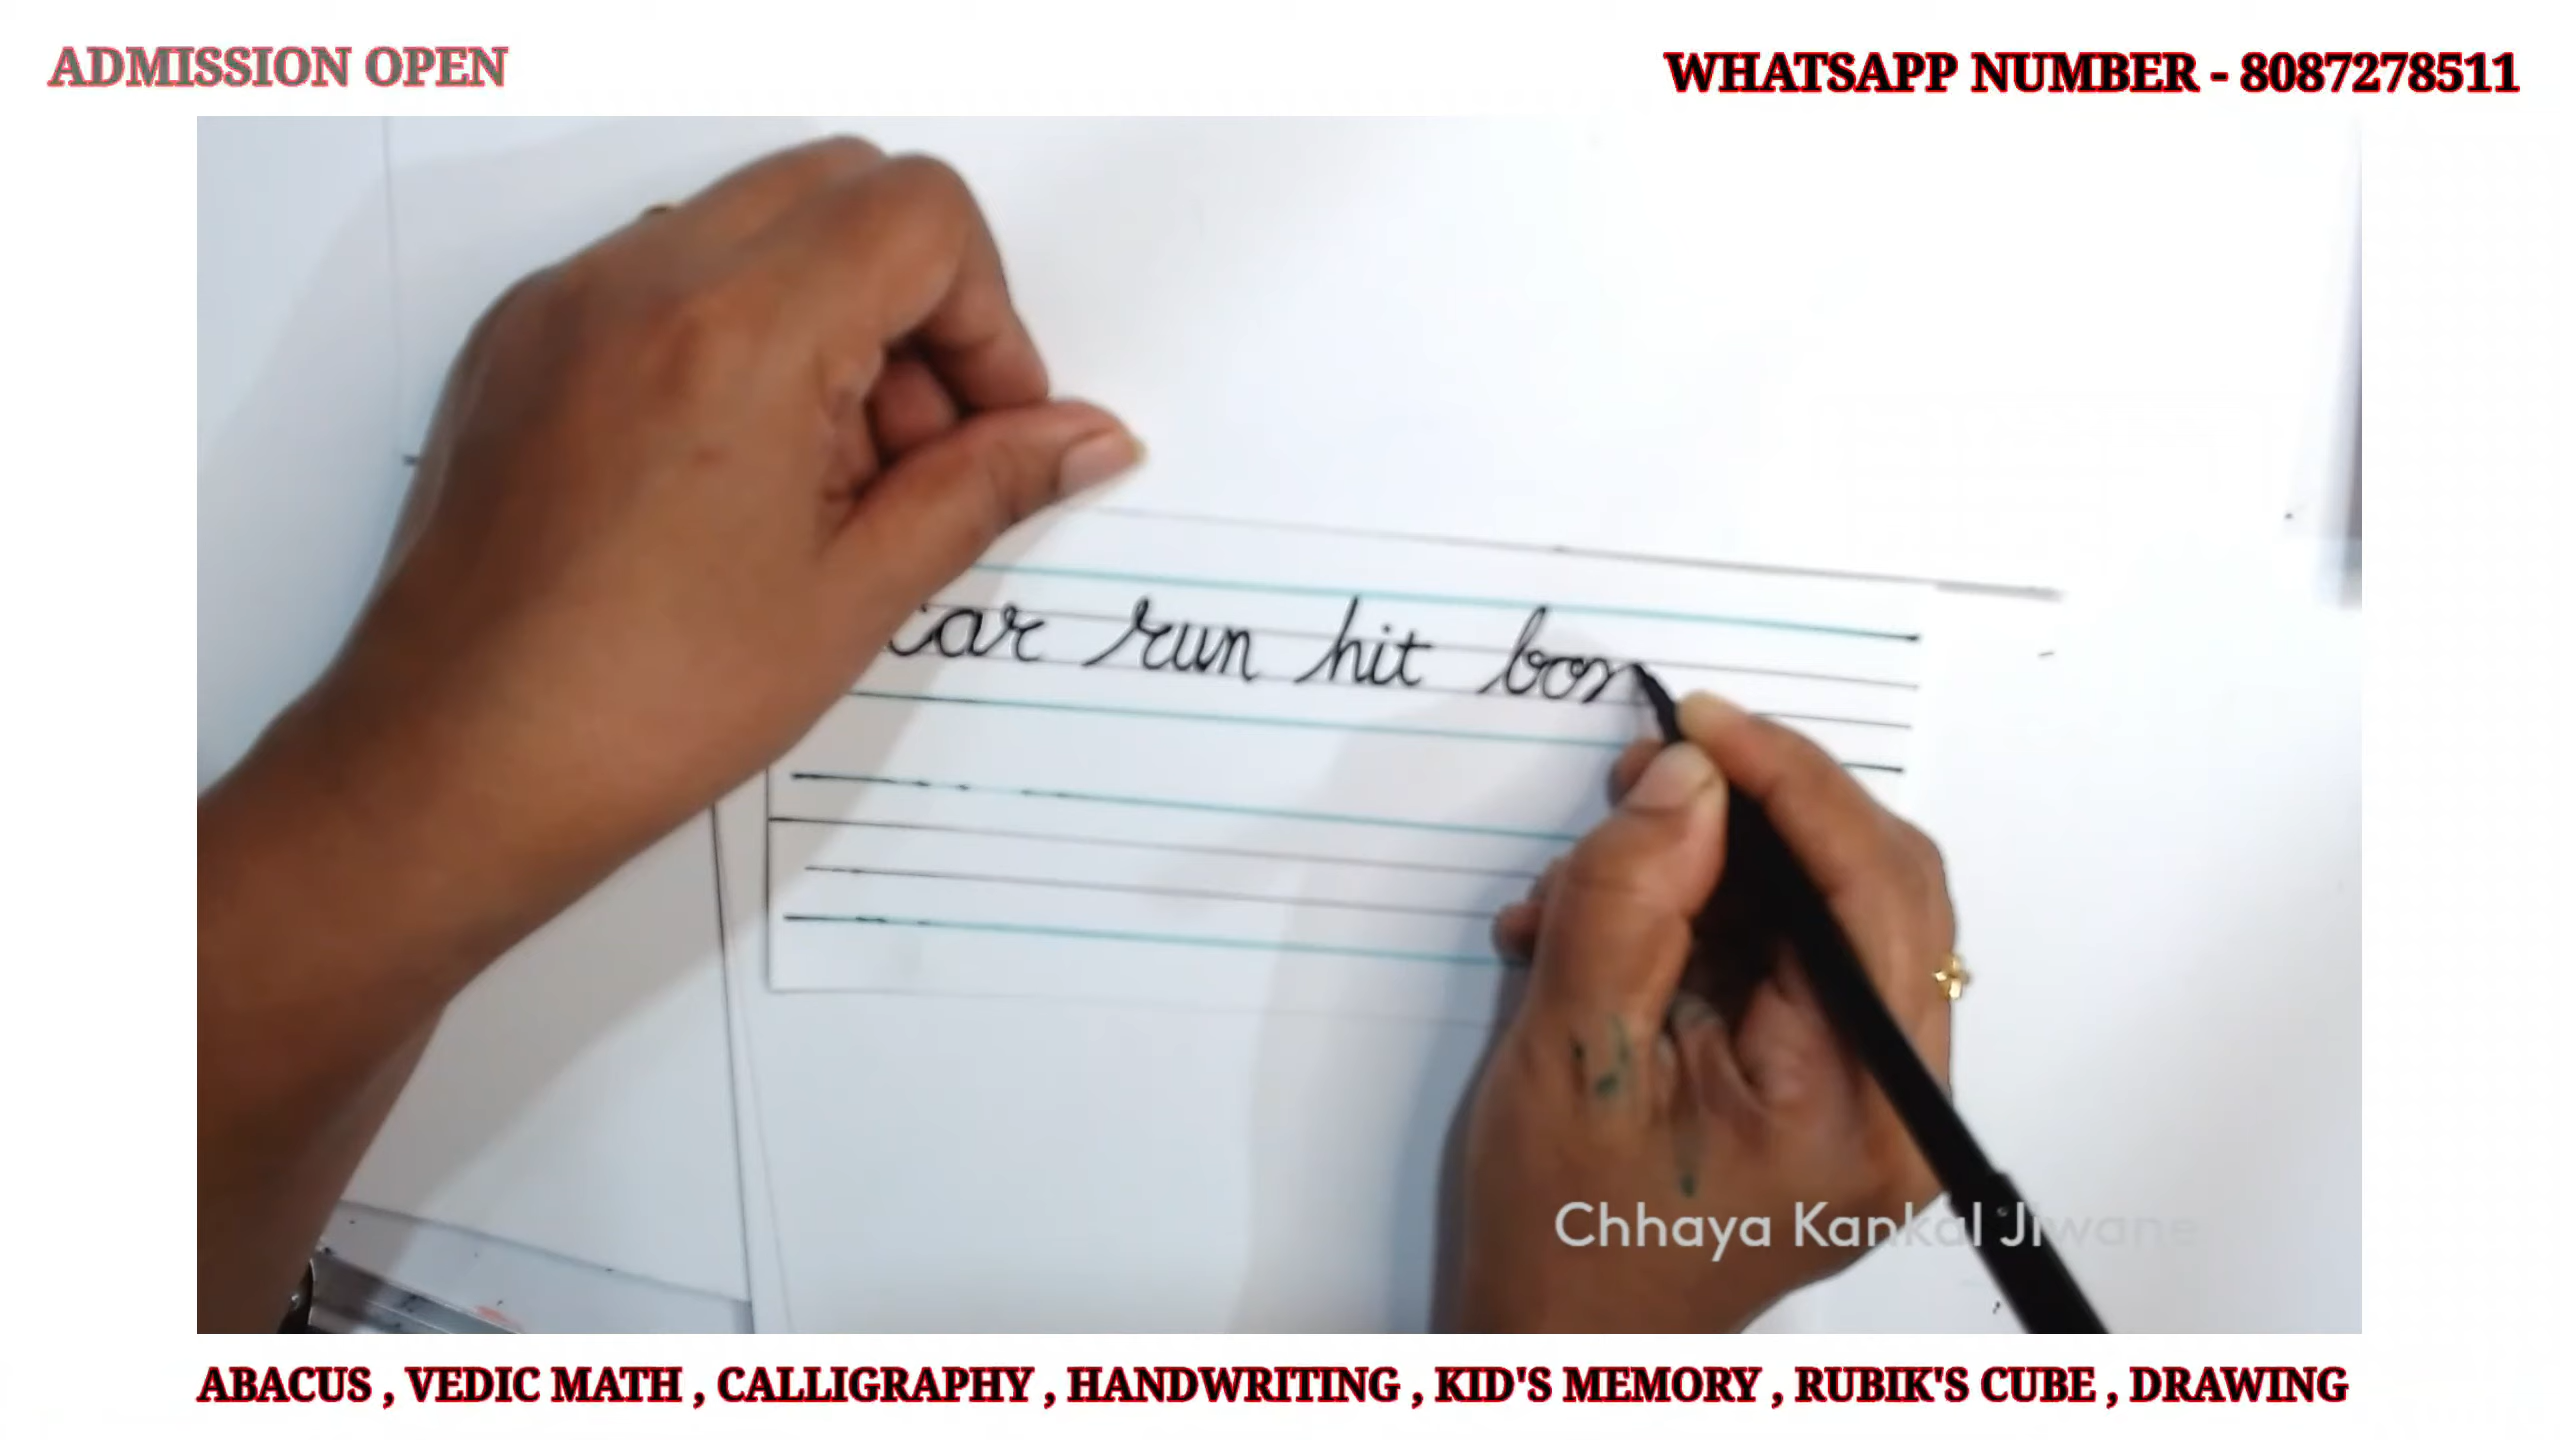 ADMISSION OPEN
WHATSAPP NUMBER - 8087278511
car run hit
Chhaya Kankal Jiwane
ABACUS , VEDIC MATH , CALLIGRAPHY , HANDWRITING , KID'S MEMORY , RUBIK'S CUBE , DRAWING